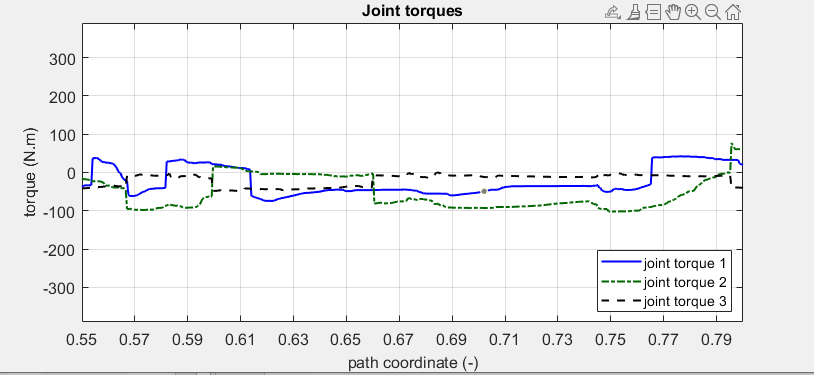 Joint torques
300
200
100
0
-100
-200
-300
torque (N.m)
joint torque 1
joint torque 2
joint torque 3
0.55 0.57 0.59 0.61 0.63 0.65 0.67 0.69 0.71 0.73 0.75 0.77 0.79
path coordinate (-)